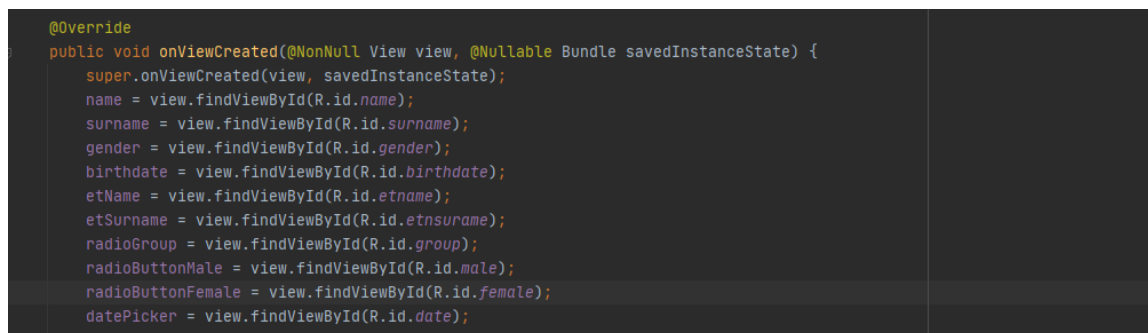 @Override
public void onViewCreated(@NonNull View view, @Nullable Bundle savedInstanceState) {
super.onViewCreated(view, savedInstanceState);
name = view.findViewById(R.id.name);
surname = view.findViewById(R.id.surname);
gender = view.findViewById(R.id.gender);
birthdate = view.findViewById(R.id.birthdate);
etName = view.findViewById(R.id.etname);
etSurname = view.findViewById(R.id.etnsurame);
radioGroup = view.findViewById(R.id.group);
radioButtonMale = view.findViewById(R.id.male);
radioButtonFemale = view.findViewById(R.id.female);
datePicker = view.findViewById(R.id.date);